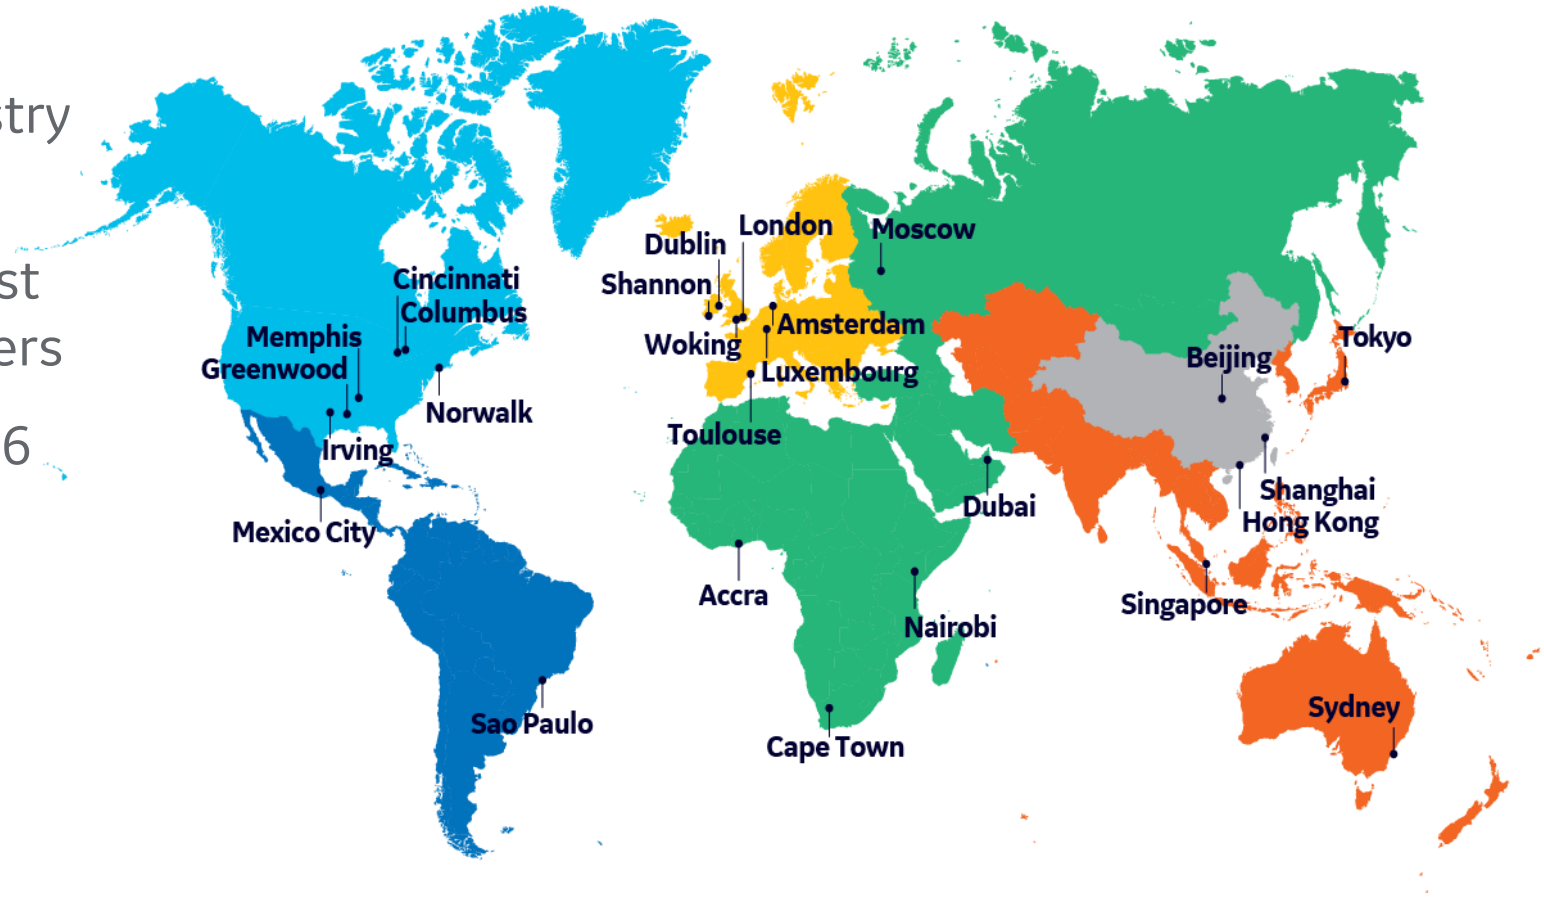 stry
st
ers
6
London
Moscow
Dublin
Shannon
Cincinnati
Columbus
Amsterdam
Memphis
Woking
Tokyo
Beijing
Greenwood
Luxembourg
Norwalk
Toulouse
Irving
Shanghai
Dubai
Hong Kong
Mexico City
Accra
Singapore
Nairobi
Sydney
Sao Paulo
Cape Town